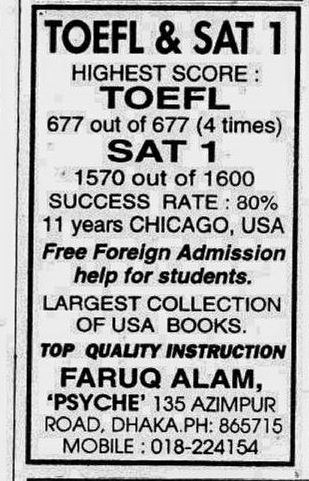 TOEFL & SAT 1
HIGHEST SCORE :
TOEFL
677 out of 677 (4 times)
SAT 1
1570 out of 1600
SUCCESS RATE : 80%
11 years CHICAGO, USA
Free Foreign Admission
help for students.
LARGEST COLLECTION
OF USA BOOKS.
TOP QUALITY INSTRUCTION
FARUQ ALAM,
'PSYCHE' 135 AZIMPUR
ROAD, DHAKA.PH: 865715
MOBILE : 018-224154